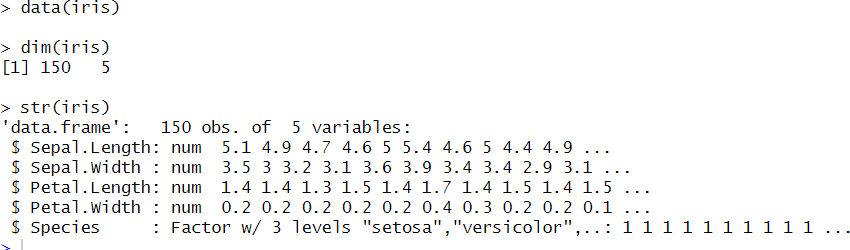 > data(iris)
> dim(iris)
[1] 150   5
> str(iris)
'data.frame':   150 obs. of  5 variables:
 $ Sepal.Length: num  5.1 4.9 4.7 4.6 5 5.4 4.6 5 4.4 4.9 ...
 $ Sepal.Width : num  3.5 3 3.2 3.1 3.6 3.9 3.4 3.4 2.9 3.1 ...
 $ Petal.Length: num  1.4 1.4 1.3 1.5 1.4 1.7 1.4 1.5 1.4 1.5 ...
 $ Petal.Width : num  0.2 0.2 0.2 0.2 0.2 0.4 0.3 0.2 0.2 0.1 ...
 $ Species     : Factor w/ 3 levels "setosa","versicolor",..: 1 1 1 1 1 1 1 1 1 1 ...
>